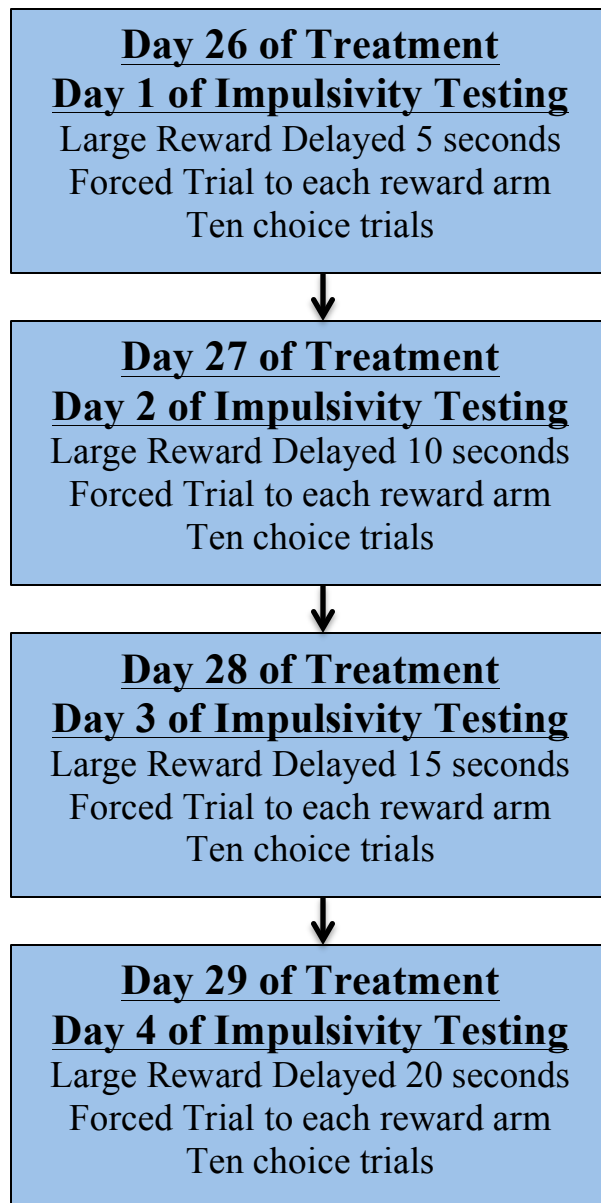 Day 26 of Treatment
Day 1 of Impulsivity Testing
Large Reward Delayed 5 seconds
Forced Trial to each reward arm
Ten choice trials
Day 27 of Treatment
Day 2 of Impulsivity Testing
Large Reward Delayed 10 seconds
Forced Trial to each reward arm
Ten choice trials
Day 28 of Treatment
Day 3 of Impulsivity Testing
Large Reward Delayed 15 seconds
Forced Trial to each reward arm
Ten choice trials
Day 29 of Treatment
Day 4 of Impulsivity Testing
Large Reward Delayed 20 seconds
Forced Trial to each reward arm
Ten choice trials